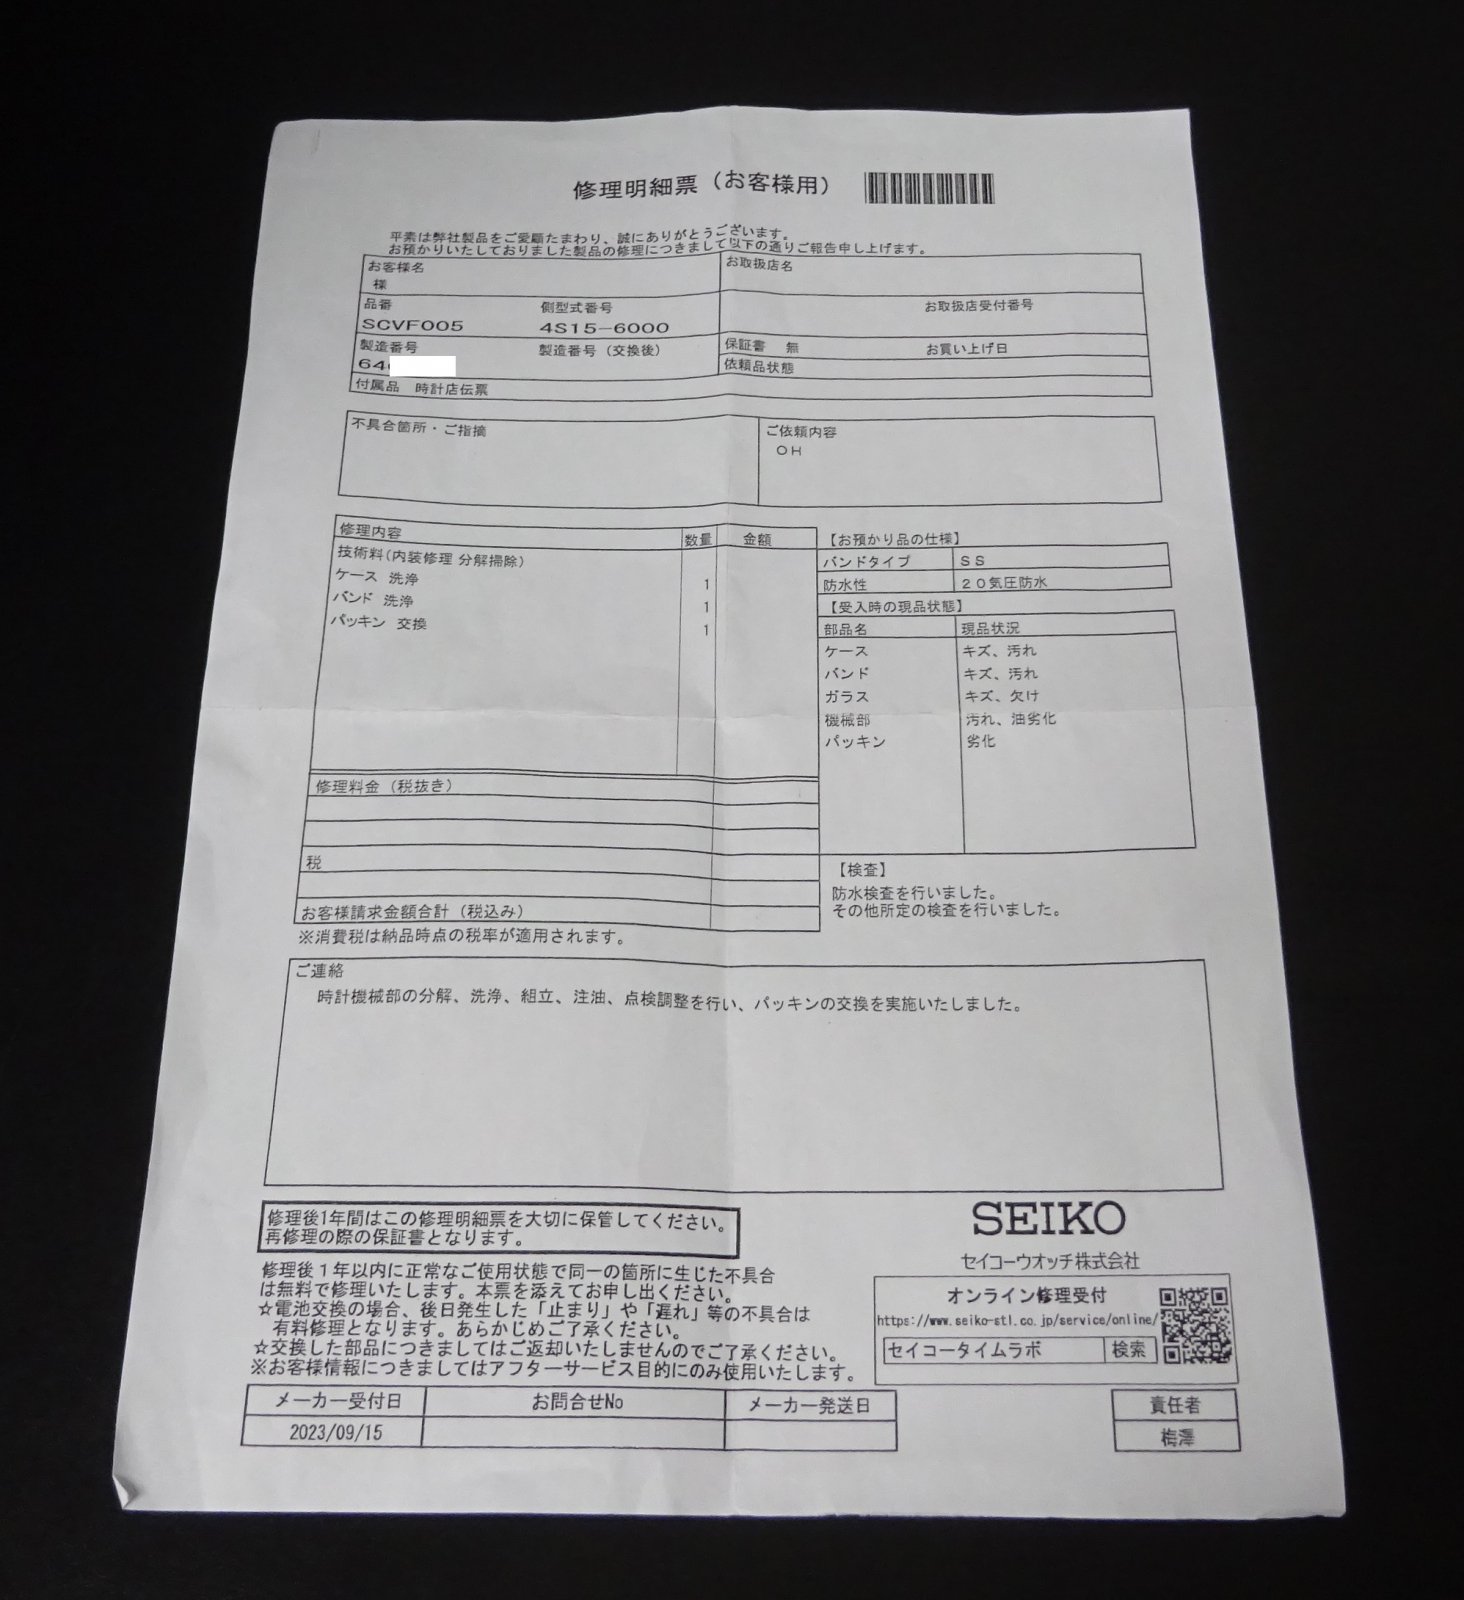 修理明細票（お客様用）
平素は弊社製品をご愛顧たまわり、誠にありがとうございます。
お預かりいたしておりました製品の修理につきまして以下の通りご報告申し上げます。
お客様名
様
お取扱店名
品番
側型式番号
お取扱店受付番号
SCVF005
4S15-6000
製造番号
製造番号（交換後）
保証書 無
お買い上げ日
64
依頼品状態
付属品 時計店伝票
不具合箇所・ご指摘
ご依頼内容
OH
修理内容 数量 金額
技術料(内装修理 分解掃除)
ケース 洗浄 1
バンド 洗浄 1
パッキン 交換 1
修理料金（税抜き）
税
お客様請求金額合計（税込み）
※消費税は納品時点の税率が適用されます。
【お預かり品の仕様】
バンドタイプ SS
防水性 20気圧防水
【受入時の現品状態】
部品名 現品状況
ケース キズ、汚れ
バンド キズ、汚れ
ガラス キズ、欠け
機械部 汚れ、油劣化
パッキン 劣化
【検査】
防水検査を行いました。
その他所定の検査を行いました。
ご連絡
時計機械部の分解、洗浄、組立、注油、点検調整を行い、パッキンの交換を実施いたしました。
修理後1年間はこの修理明細票を大切に保管してください。
再修理の際の保証書となります。
修理後１年以内に正常なご使用状態で同一の箇所に生じた不具合
は無料で修理いたします。本票を添えてお申し出ください。
☆電池交換の場合、後日発生した「止まり」や「遅れ」等の不具合は
有料修理となります。あらかじめご了承ください。
☆交換した部品につきましてはご返却いたしませんのでご了承ください。
※お客様情報につきましてはアフターサービス目的にのみ使用いたします。
SEIKO
セイコーウオッチ株式会社
オンライン修理受付
https://www.seiko-stl.co.jp/service/online/
セイコータイムラボ 検索
メーカー受付日 お問合せNo メーカー発送日
2023/09/15
責任者
梅澤